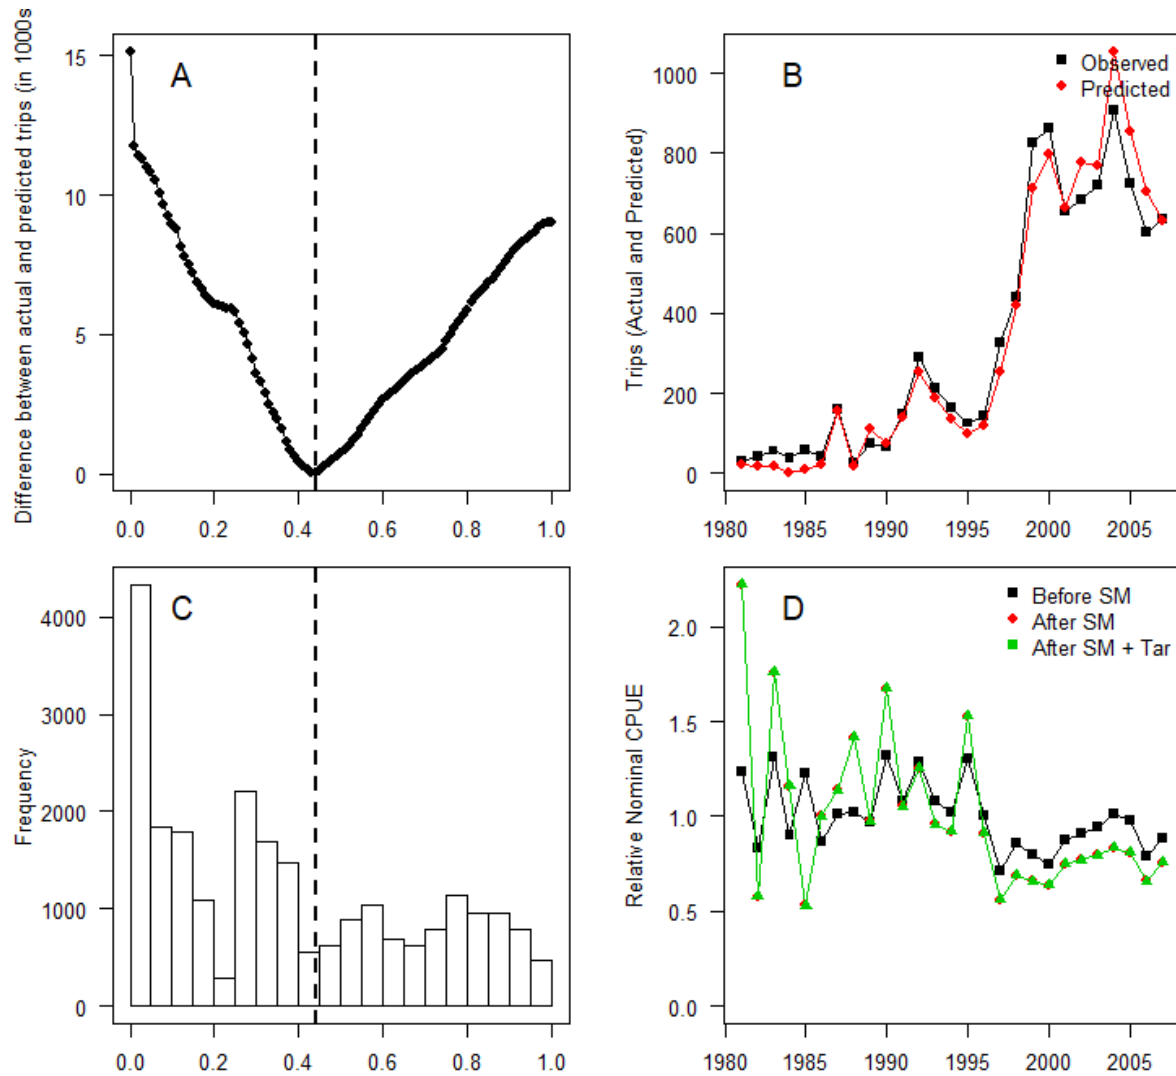 Difference between actual and predicted trips (in 1000s
15
10
5
0
A
0.0 0.2 0.4 0.6 0.8 1.0
Trips (Actual and Predicted)
1000
800
600
400
200
0
B
Observed
Predicted
1980 1985 1990 1995 2000 2005
Frequency
4000
3000
2000
1000
0
C
0.0 0.2 0.4 0.6 0.8 1.0
Relative Nominal CPUE
2.0
1.5
1.0
0.5
0.0
D
Before SM
After SM
After SM + Tar
1980 1985 1990 1995 2000 2005